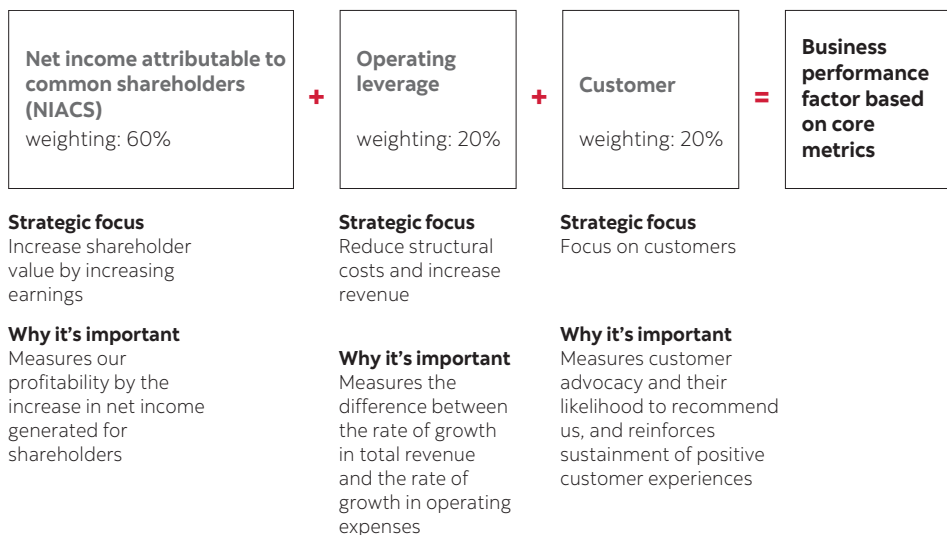 Net income attributable to
common shareholders
(NIACS)
weighting: 60%
+
Operating
leverage
weighting: 20%
+
Customer
weighting: 20%
=
Business
performance
factor based
on core
metrics
Strategic focus
Increase shareholder
value by increasing
earnings
Why it's important
Measures our
profitability by the
increase in net income
generated for
shareholders
Strategic focus
Reduce structural
costs and increase
revenue
Why it's important
Measures the
difference between
the rate of growth
in total revenue
and the rate of
growth in operating
expenses
Strategic focus
Focus on customers
Why it's important
Measures customer
advocacy and their
likelihood to recommend
us, and reinforces
sustainment of positive
customer experiences